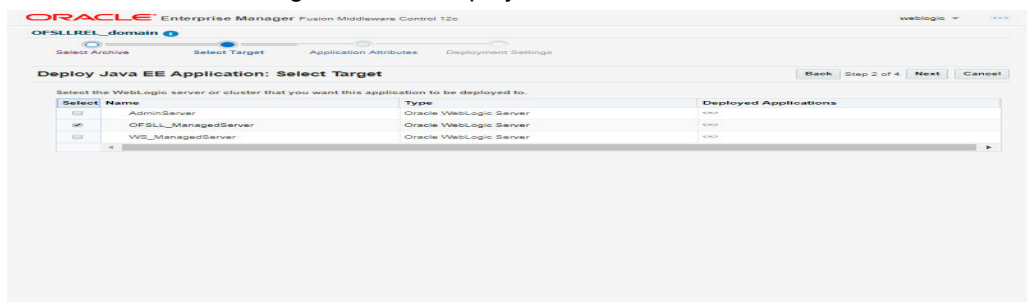 ORACLE Enterprise Manager Fusion Middleware Control 12c
weblogic
OFSLLREL_domain
Select Archive Select Target Application Attributes Deployment Settings
Deploy Java EE Application: Select Target
Back Step 2 of 4 Next Cancel
Select the WebLogic server or cluster that you want this application to be deployed to.
Select Name Type Deployed Applications
AdminServer Oracle WebLogic Server
OFSLL_ManagedServer Oracle WebLogic Server
WS_ManagedServer Oracle WebLogic Server